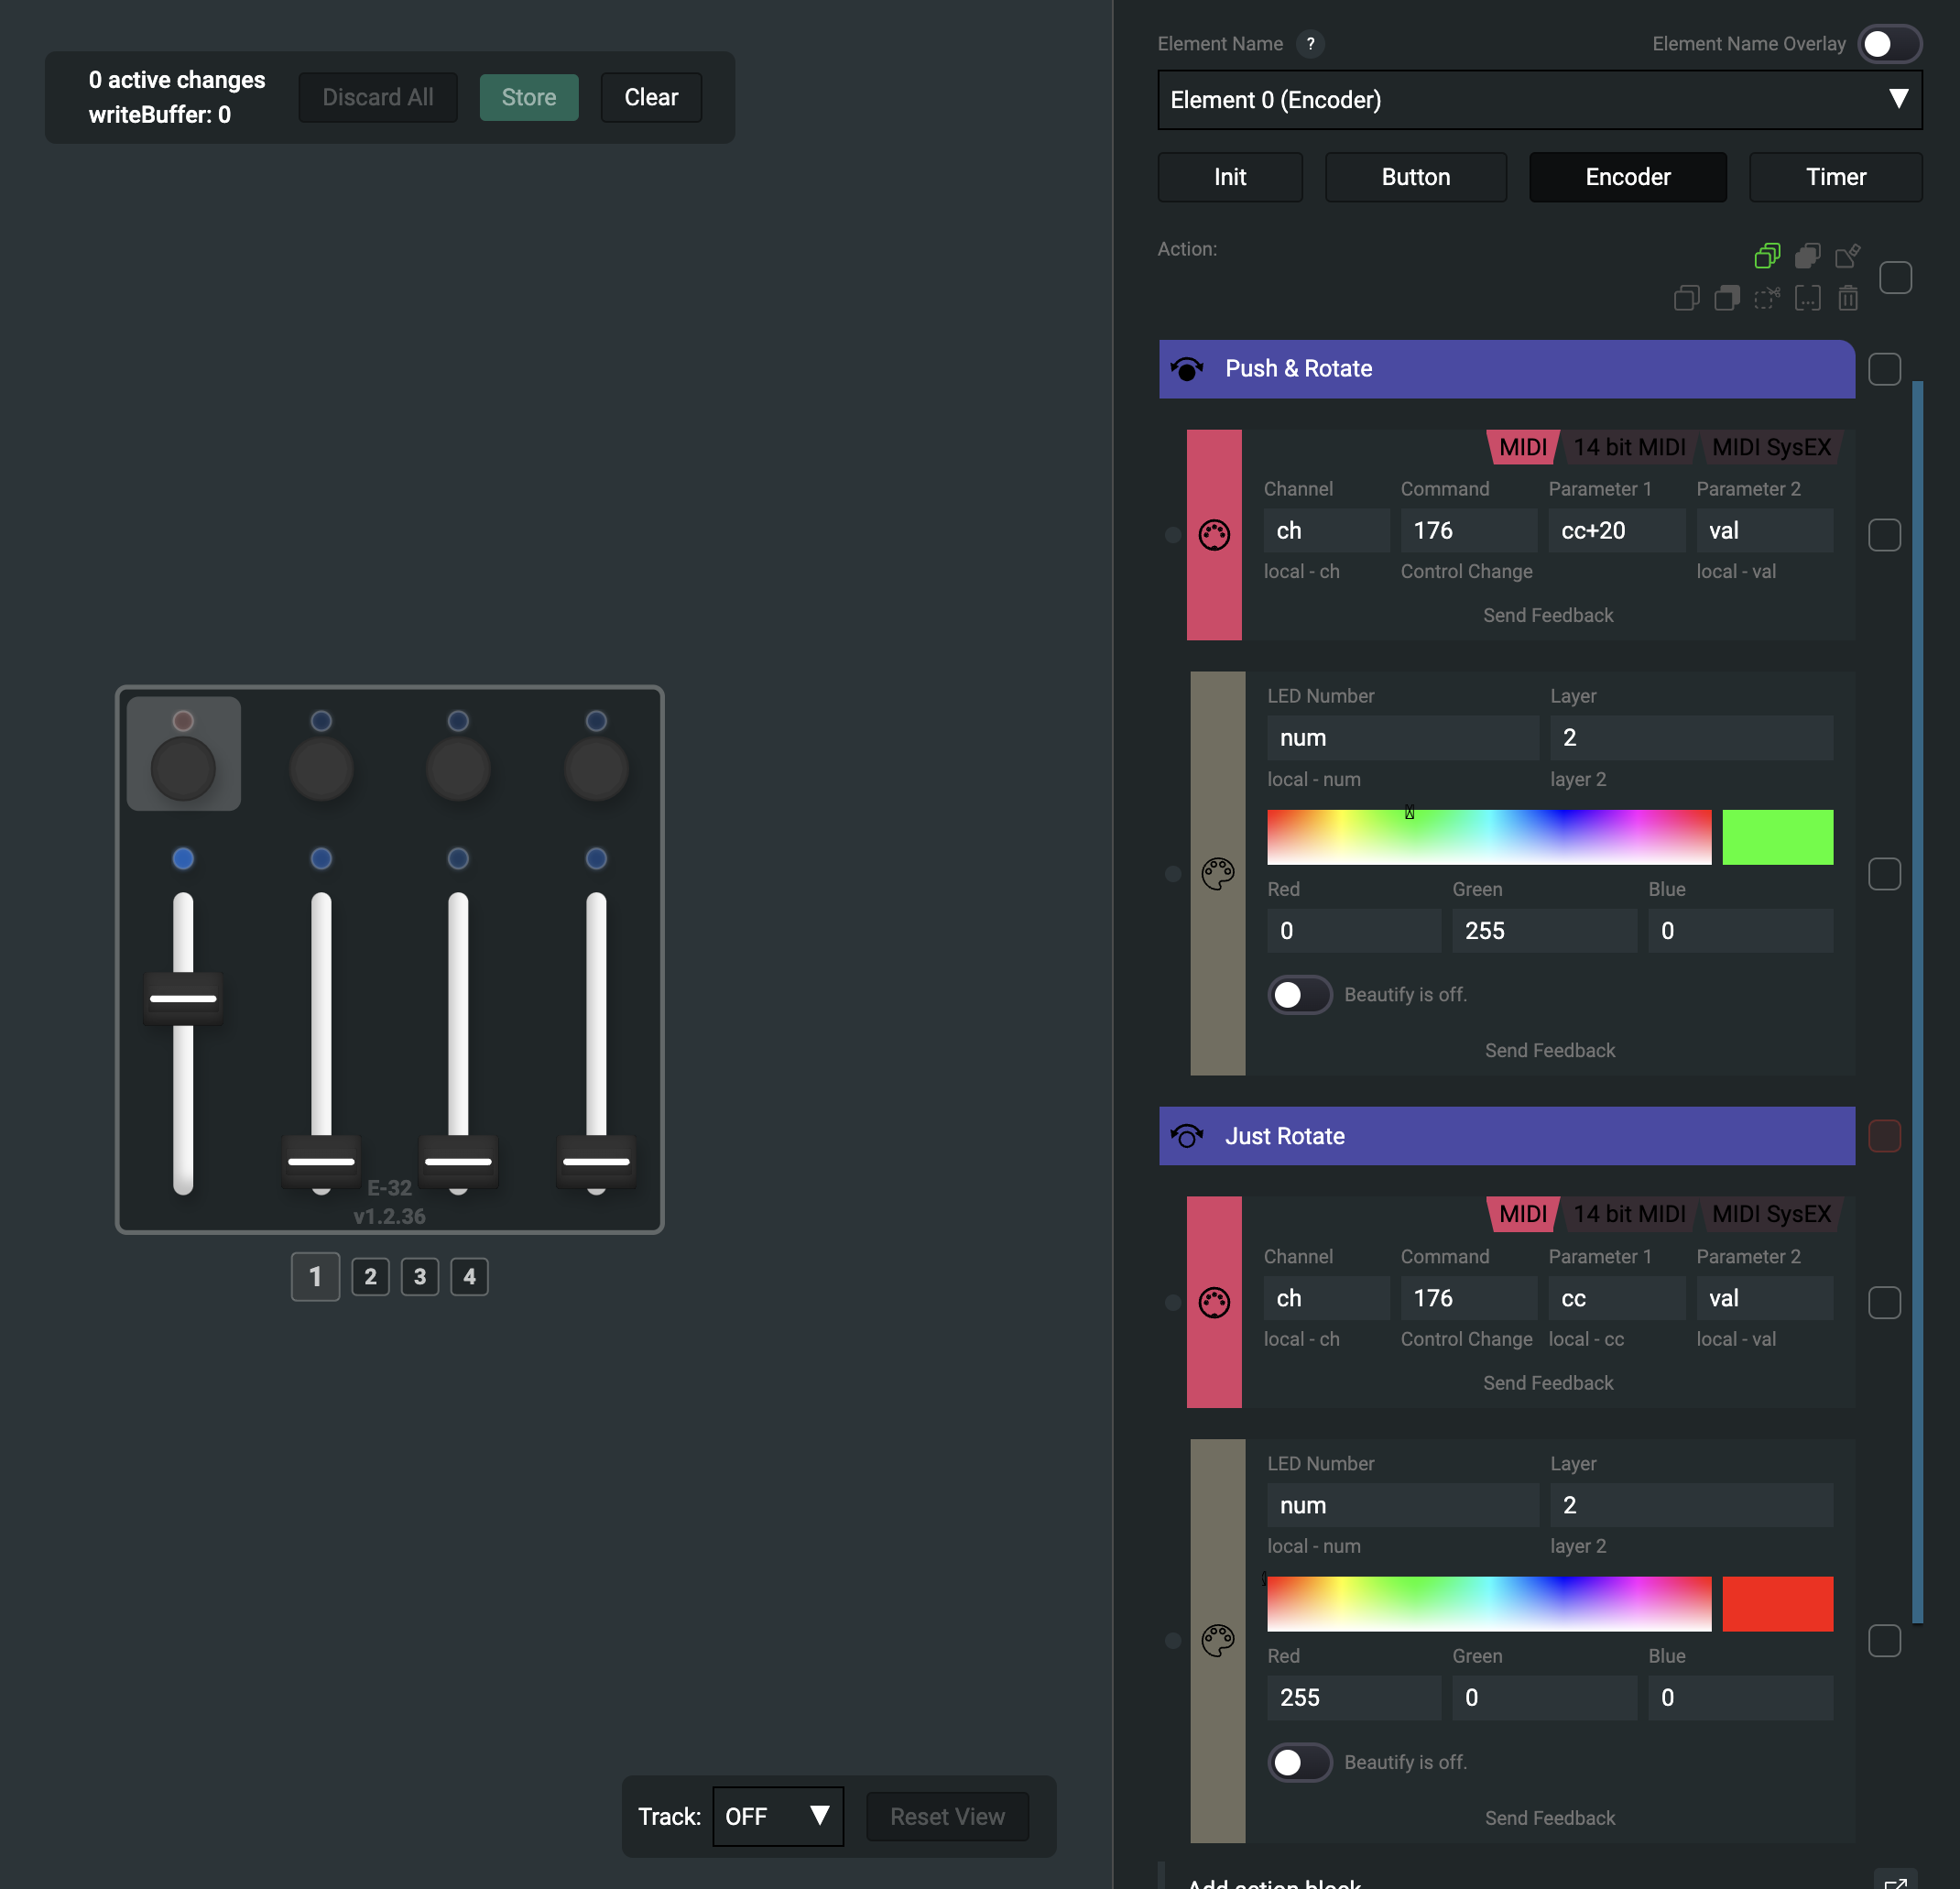 0 active changes
writeBuffer: 0
Discard All
Store
Clear
E-32
v1.2.36
1
2
3
4
Track:
OFF
Reset View
Element Name
?
Element Name Overlay
Element 0 (Encoder)
Init
Button
Encoder
Timer
Action:
Push & Rotate
MIDI
14 bit MIDI
MIDI SysEX
Channel
Command
Parameter 1
Parameter 2
ch
176
cc+20
val
local - ch
Control Change
local - val
Send Feedback
LED Number
Layer
num
2
local - num
layer 2
Red
Green
Blue
0
255
0
Beautify is off.
Send Feedback
Just Rotate
MIDI
14 bit MIDI
MIDI SysEX
Channel
Command
Parameter 1
Parameter 2
ch
176
cc
val
local - ch
Control Change
local - cc
local - val
Send Feedback
LED Number
Layer
num
2
local - num
layer 2
Red
Green
Blue
255
0
0
Beautify is off.
Send Feedback
Add action block